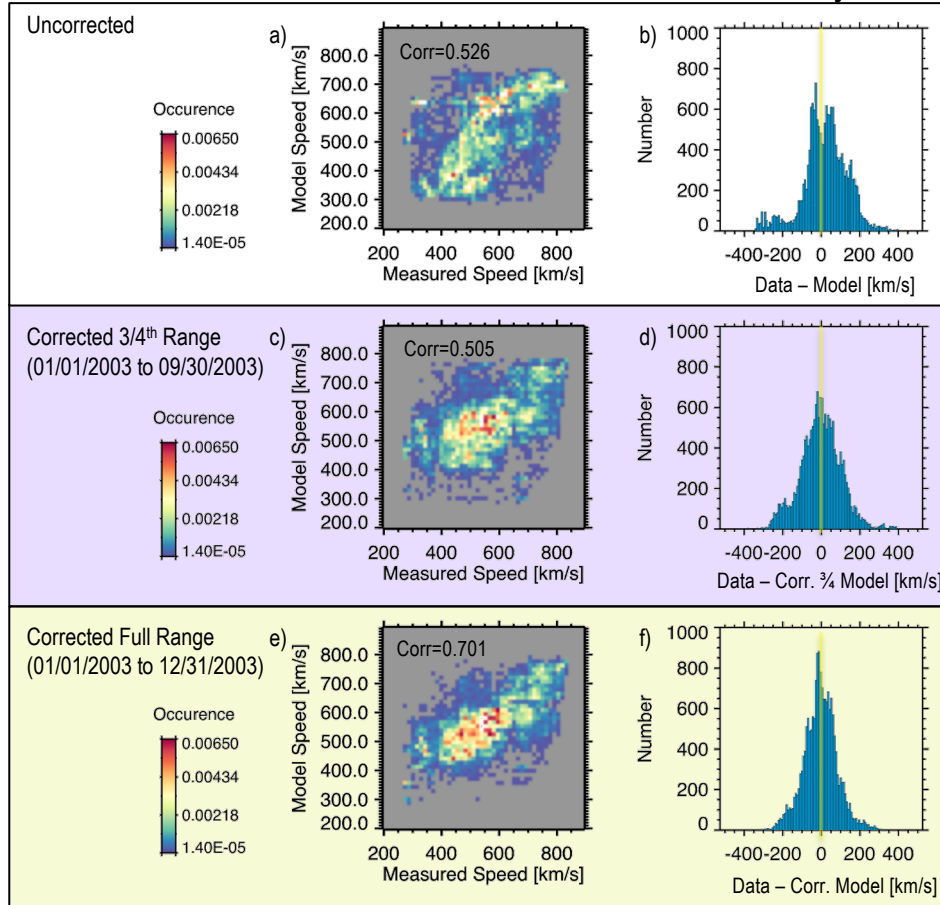 Uncorrected
a)
Corr=0.526
Occurence
0.00650
0.00434
0.00218
1.40E-05
Model Speed [km/s]
800.0
700.0
600.0
500.0
400.0
300.0
200.0
200 400 600 800
Measured Speed [km/s]
b)
Number
1000
800
600
400
200
0
-400-200 0 200 400
Data – Model [km/s]
Corrected 3/4th Range
(01/01/2003 to 09/30/2003)
c)
Corr=0.505
Occurence
0.00650
0.00434
0.00218
1.40E-05
Model Speed [km/s]
800.0
700.0
600.0
500.0
400.0
300.0
200.0
200 400 600 800
Measured Speed [km/s]
d)
Number
1000
800
600
400
200
0
-400-200 0 200 400
Data – Corr. ¾ Model [km/s]
Corrected Full Range
(01/01/2003 to 12/31/2003)
e)
Corr=0.701
Occurence
0.00650
0.00434
0.00218
1.40E-05
Model Speed [km/s]
800.0
700.0
600.0
500.0
400.0
300.0
200.0
200 400 600 800
Measured Speed [km/s]
f)
Number
1000
800
600
400
200
0
-400-200 0 200 400
Data – Corr. Model [km/s]